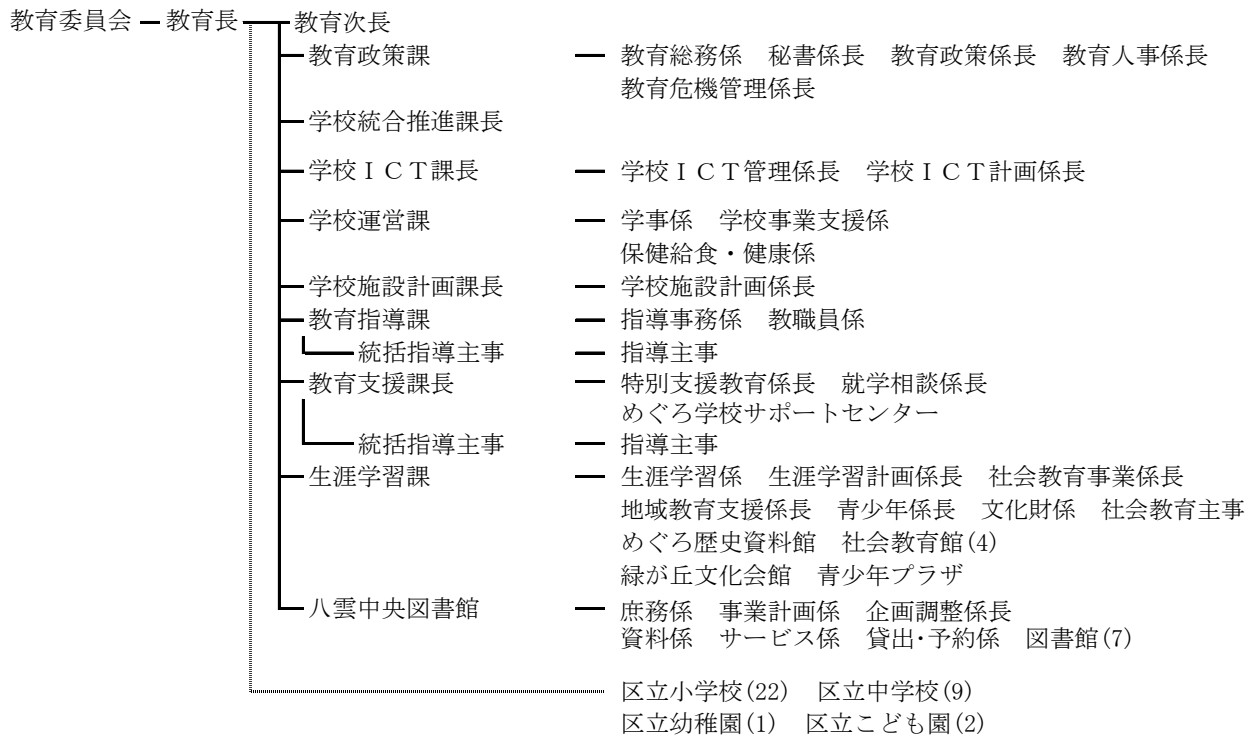 教育委員会 教育長 教育次長
教育政策課 教育総務係 秘書係長 教育政策係長 教育人事係長
教育危機管理係長
学校統合推進課長
学校ＩＣＴ課長 学校ＩＣＴ管理係長 学校ＩＣＴ計画係長
学校運営課 学事係 学校事業支援係
保健給食・健康係
学校施設計画課長 学校施設計画係長
教育指導課 指導事務係 教職員係
統括指導主事 指導主事
教育支援課長 特別支援教育係長 就学相談係長
めぐろ学校サポートセンター
統括指導主事 指導主事
生涯学習課 生涯学習係 生涯学習計画係長 社会教育事業係長
地域教育支援係長 青少年係長 文化財係 社会教育主事
めぐろ歴史資料館 社会教育館(4)
緑が丘文化会館 青少年プラザ
八雲中央図書館 庶務係 事業計画係 企画調整係長
資料係 サービス係 貸出・予約係 図書館(7)
区立小学校(22) 区立中学校(9)
区立幼稚園(1) 区立こども園(2)